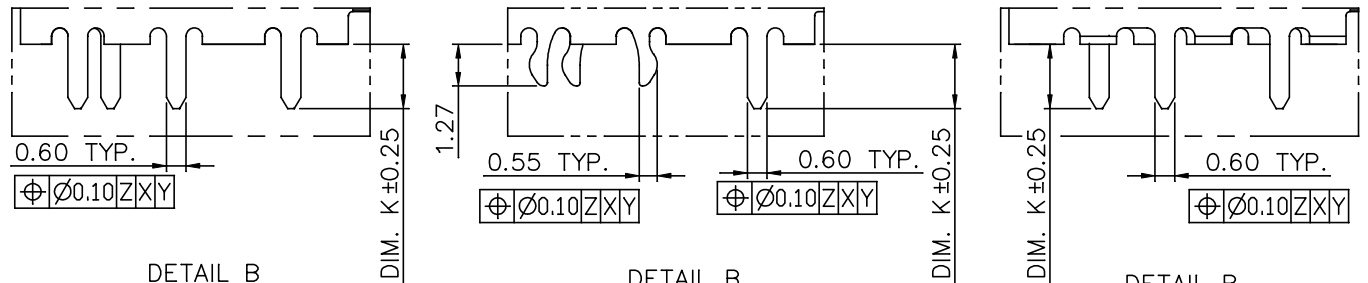 0.60 TYP.
⌖ Ø0.10 Z X Y
DIM. K±0.25
DETAIL B
1.27
0.55 TYP.
⌖ Ø0.10 Z X Y
0.60 TYP.
⌖ Ø0.10 Z X Y
DIM. K±0.25
DETAIL B
DIM. K±0.25
0.60 TYP.
⌖ Ø0.10 Z X Y
DETAIL B